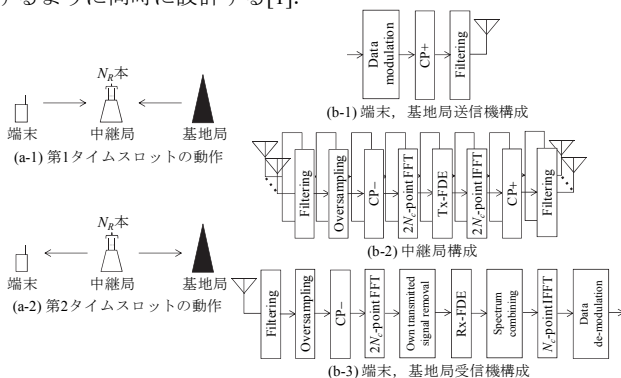 するように同時に設計する[1].
N_R本
端末
中継局
基地局
(a-1) 第1タイムスロットの動作
N_R本
端末
中継局
基地局
(a-2) 第2タイムスロットの動作
Data modulation
CP+
Filtering
(b-1) 端末，基地局送信機構成
Filtering
Oversampling
CP−
2N_c-point FFT
Tx-FDE
2N_c-point IFFT
CP+
Filtering
(b-2) 中継局構成
Filtering
Oversampling
CP−
2N_c-point FFT
Own transmitted signal removal
Rx-FDE
Spectrum combining
N_c-point IFFT
Data de-modulation
(b-3) 端末，基地局受信機構成